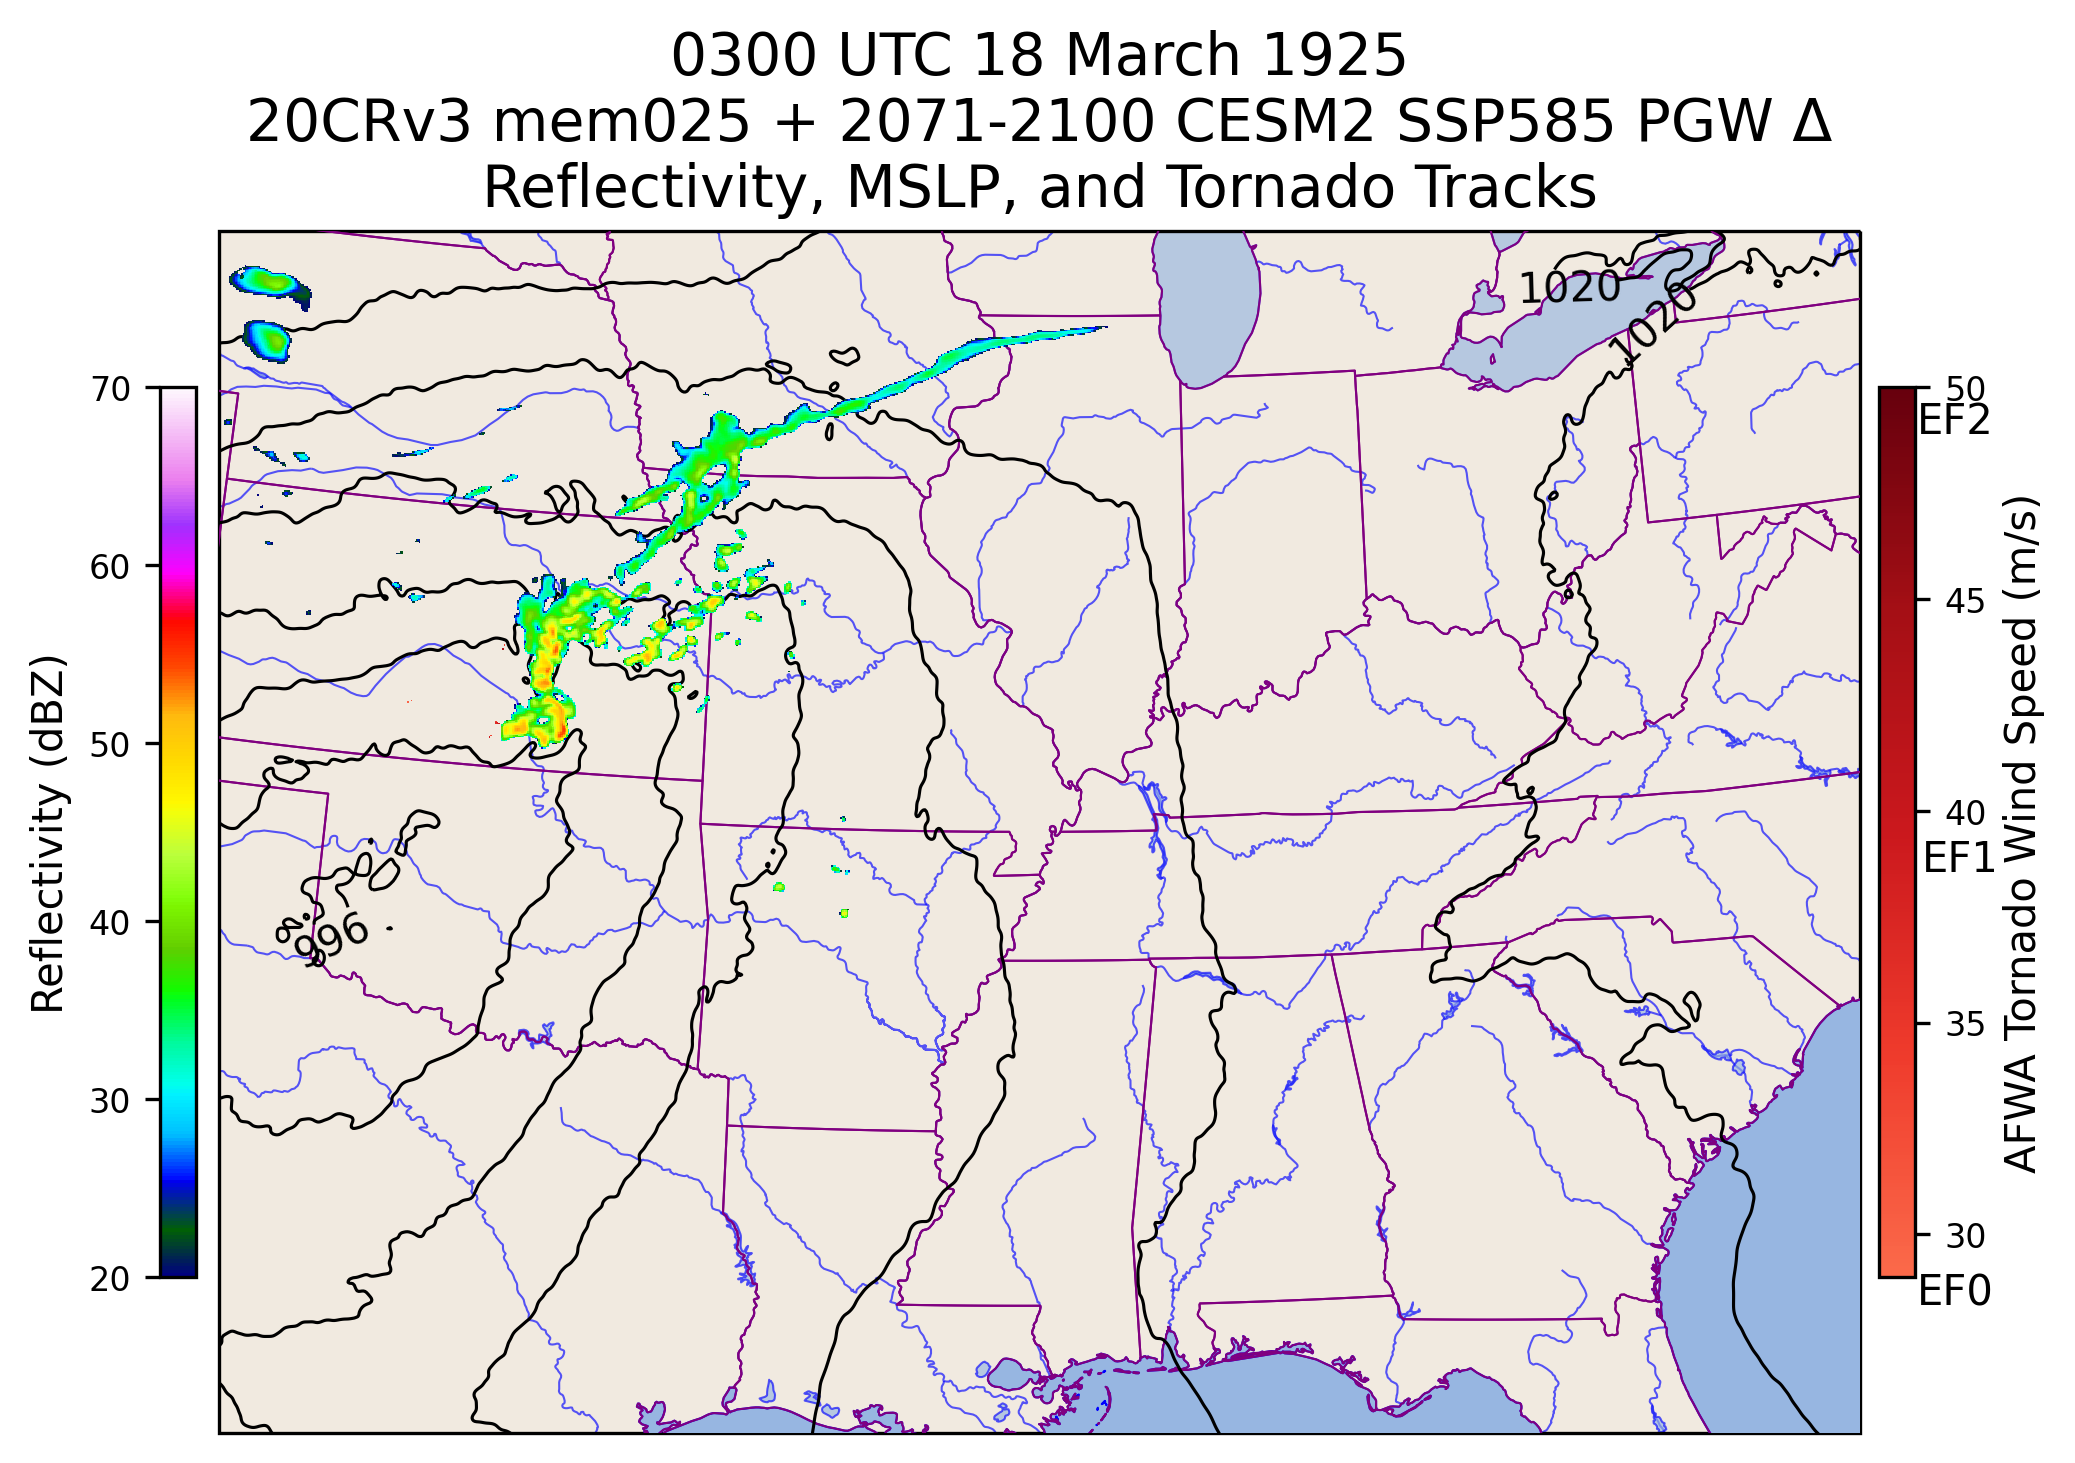 0300 UTC 18 March 1925
20CRv3 mem025 + 2071-2100 CESM2 SSP585 PGW Δ
Reflectivity, MSLP, and Tornado Tracks
1020
1020
996
Reflectivity (dBZ)
70
60
50
40
30
20
50
EF2
45
40
EF1
35
30
EF0
AFWA Tornado Wind Speed (m/s)